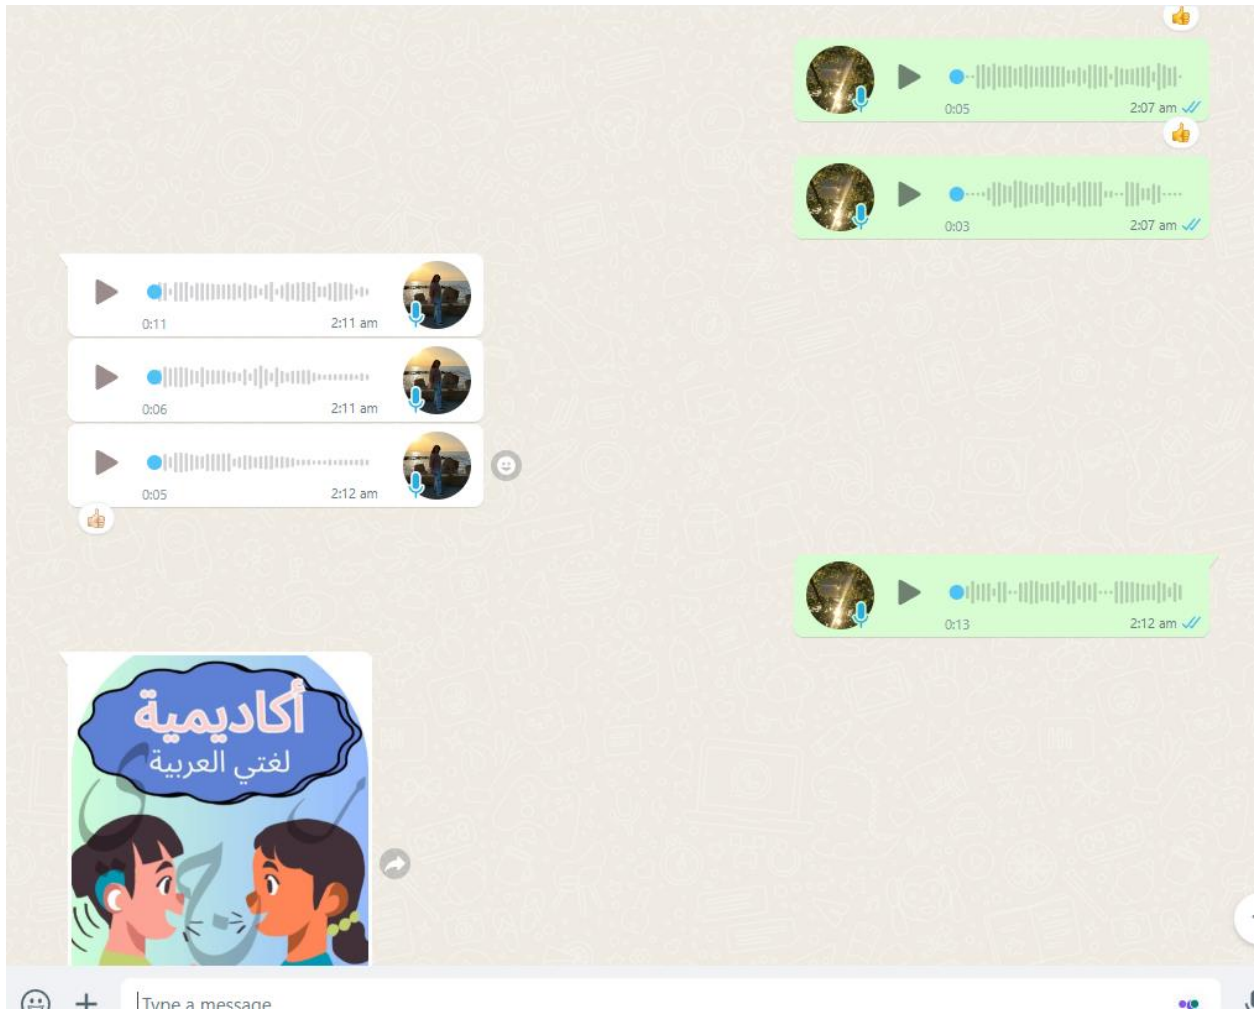 0:05 2:07 am
0:03 2:07 am
0:11 2:11 am
0:06 2:11 am
0:05 2:12 am
0:13 2:12 am
أكاديمية
لغتي العربية
Type a message